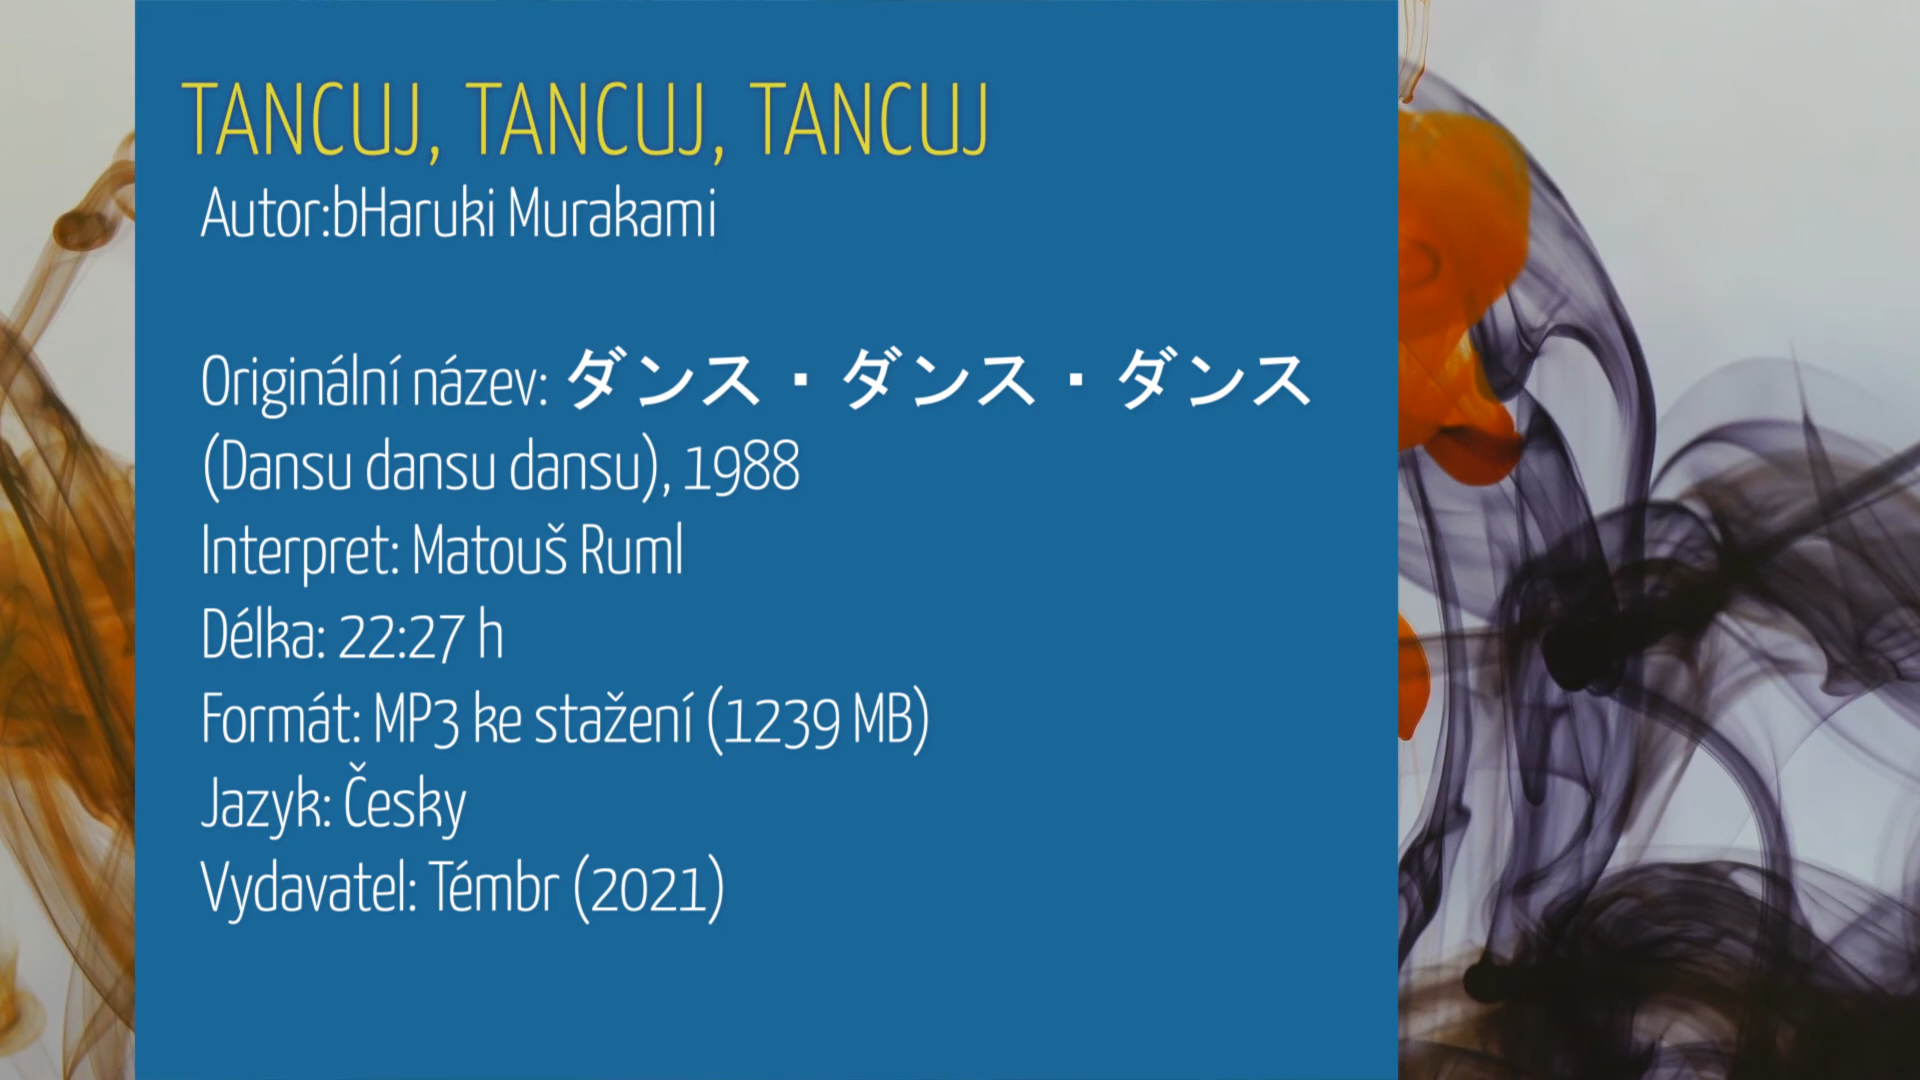 TANCUJ, TANCUJ, TANCUJ
Autor:bHaruki Murakami
Originální název: ダンス・ダンス・ダンス
(Dansu dansu dansu), 1988
Interpret: Matouš Ruml
Délka: 22:27 h
Formát: MP3 ke stažení (1239 MB)
Jazyk: Česky
Vydavatel: Témbr (2021)